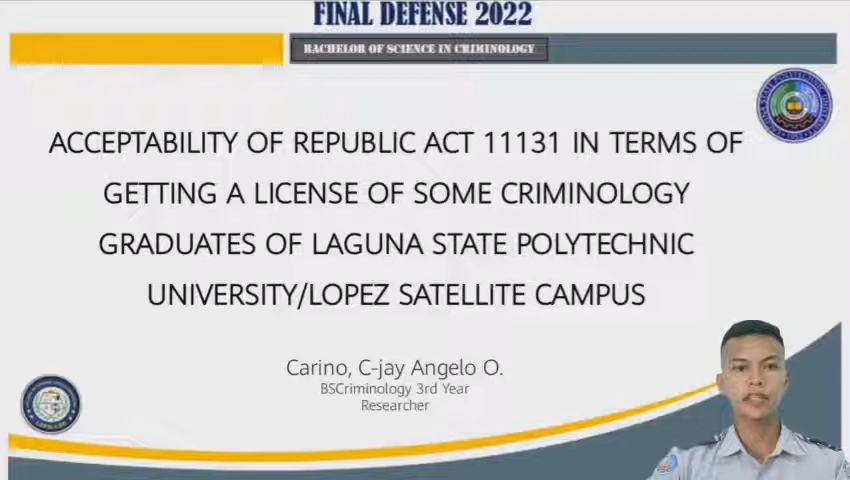 FINAL DEFENSE 2022
BACHELOR OF SCIENCE IN CRIMINOLOGY
ACCEPTABILITY OF REPUBLIC ACT 11131 IN TERMS OF
GETTING A LICENSE OF SOME CRIMINOLOGY
GRADUATES OF LAGUNA STATE POLYTECHNIC
UNIVERSITY/LOPEZ SATELLITE CAMPUS
Carino, C-jay Angelo O.
BSCriminology 3rd Year
Researcher